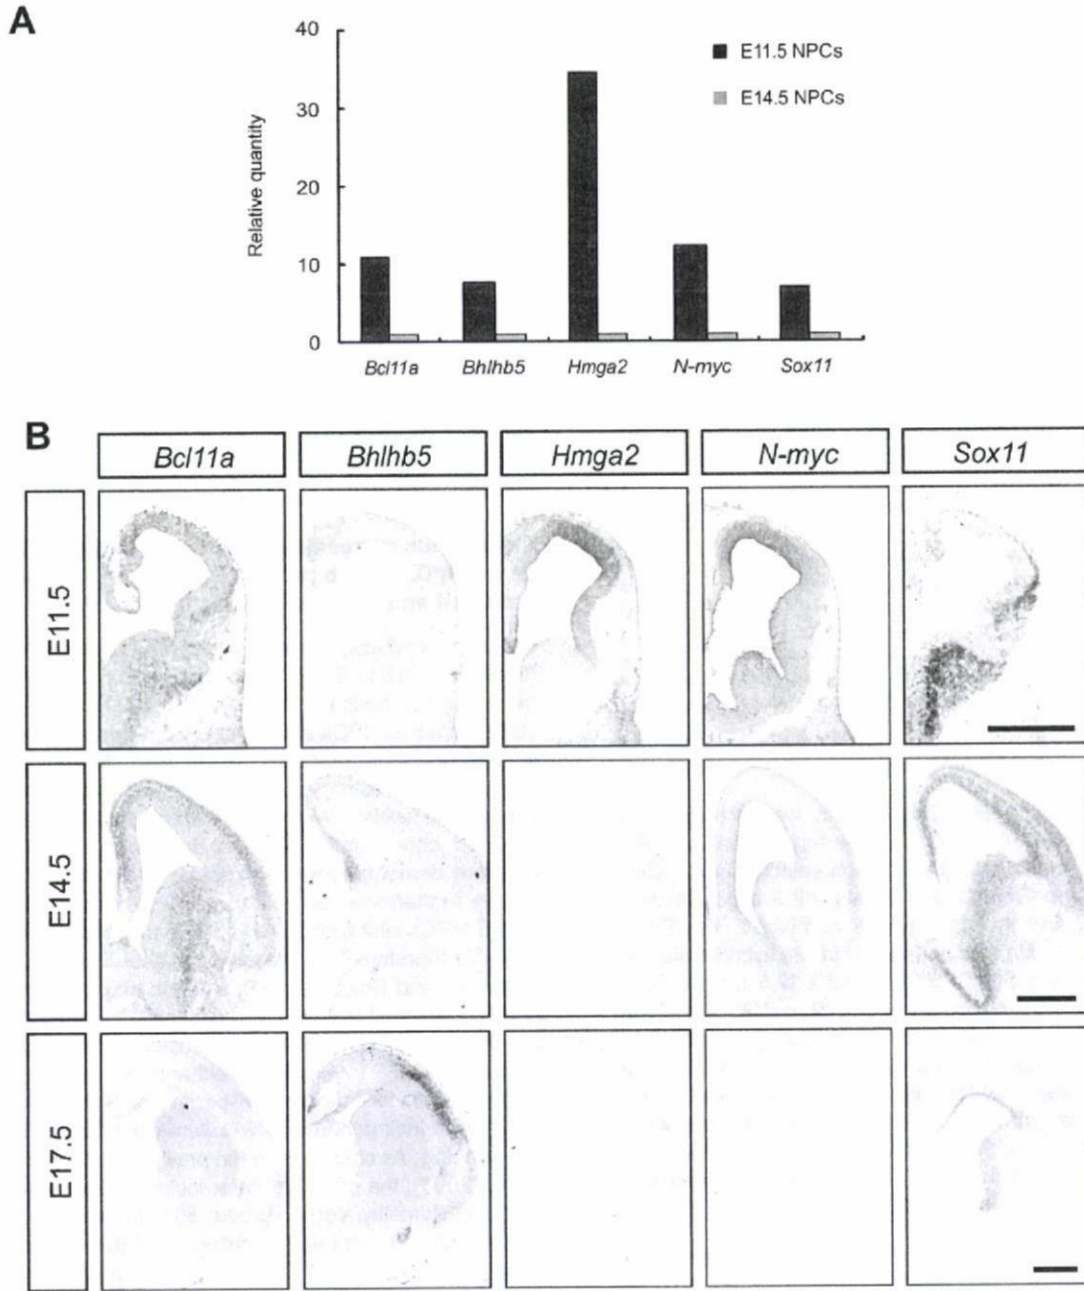 A
40
30
20
10
0
Relative quantity
E11.5 NPCs
E14.5 NPCs
Bcl11a
Bhlhb5
Hmga2
N-myc
Sox11
B
Bcl11a
Bhlhb5
Hmga2
N-myc
Sox11
E11.5
E14.5
E17.5